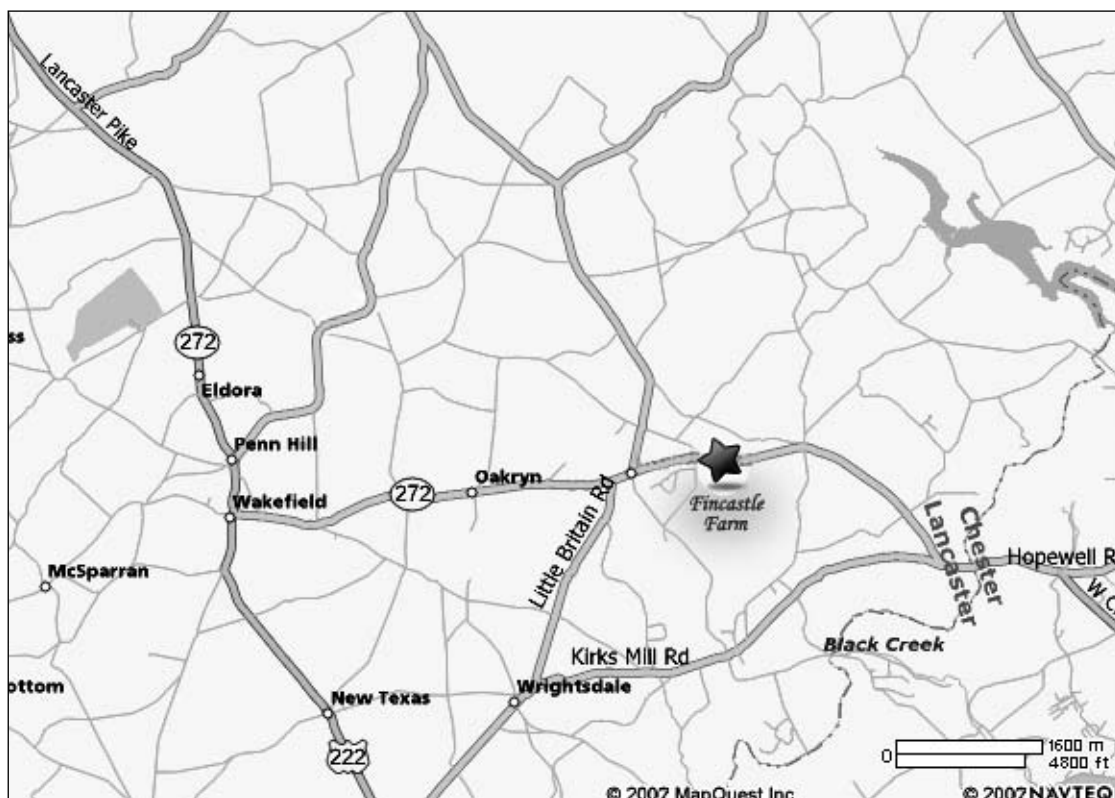 Lancaster Pike
272
ss
Eldora
Penn Hill
Oakryn
Wakefield
272
Little Britain Rd
Fincastle
Farm
Chester
Lancaster
Hopewell R
McSparran
W C
Black Creek
Kirks Mill Rd
ottom
New Texas
Wrightsdale
222
0
1600 m
4800 ft
© 2007 MapQuest Inc
© 2007 NAVTEQ